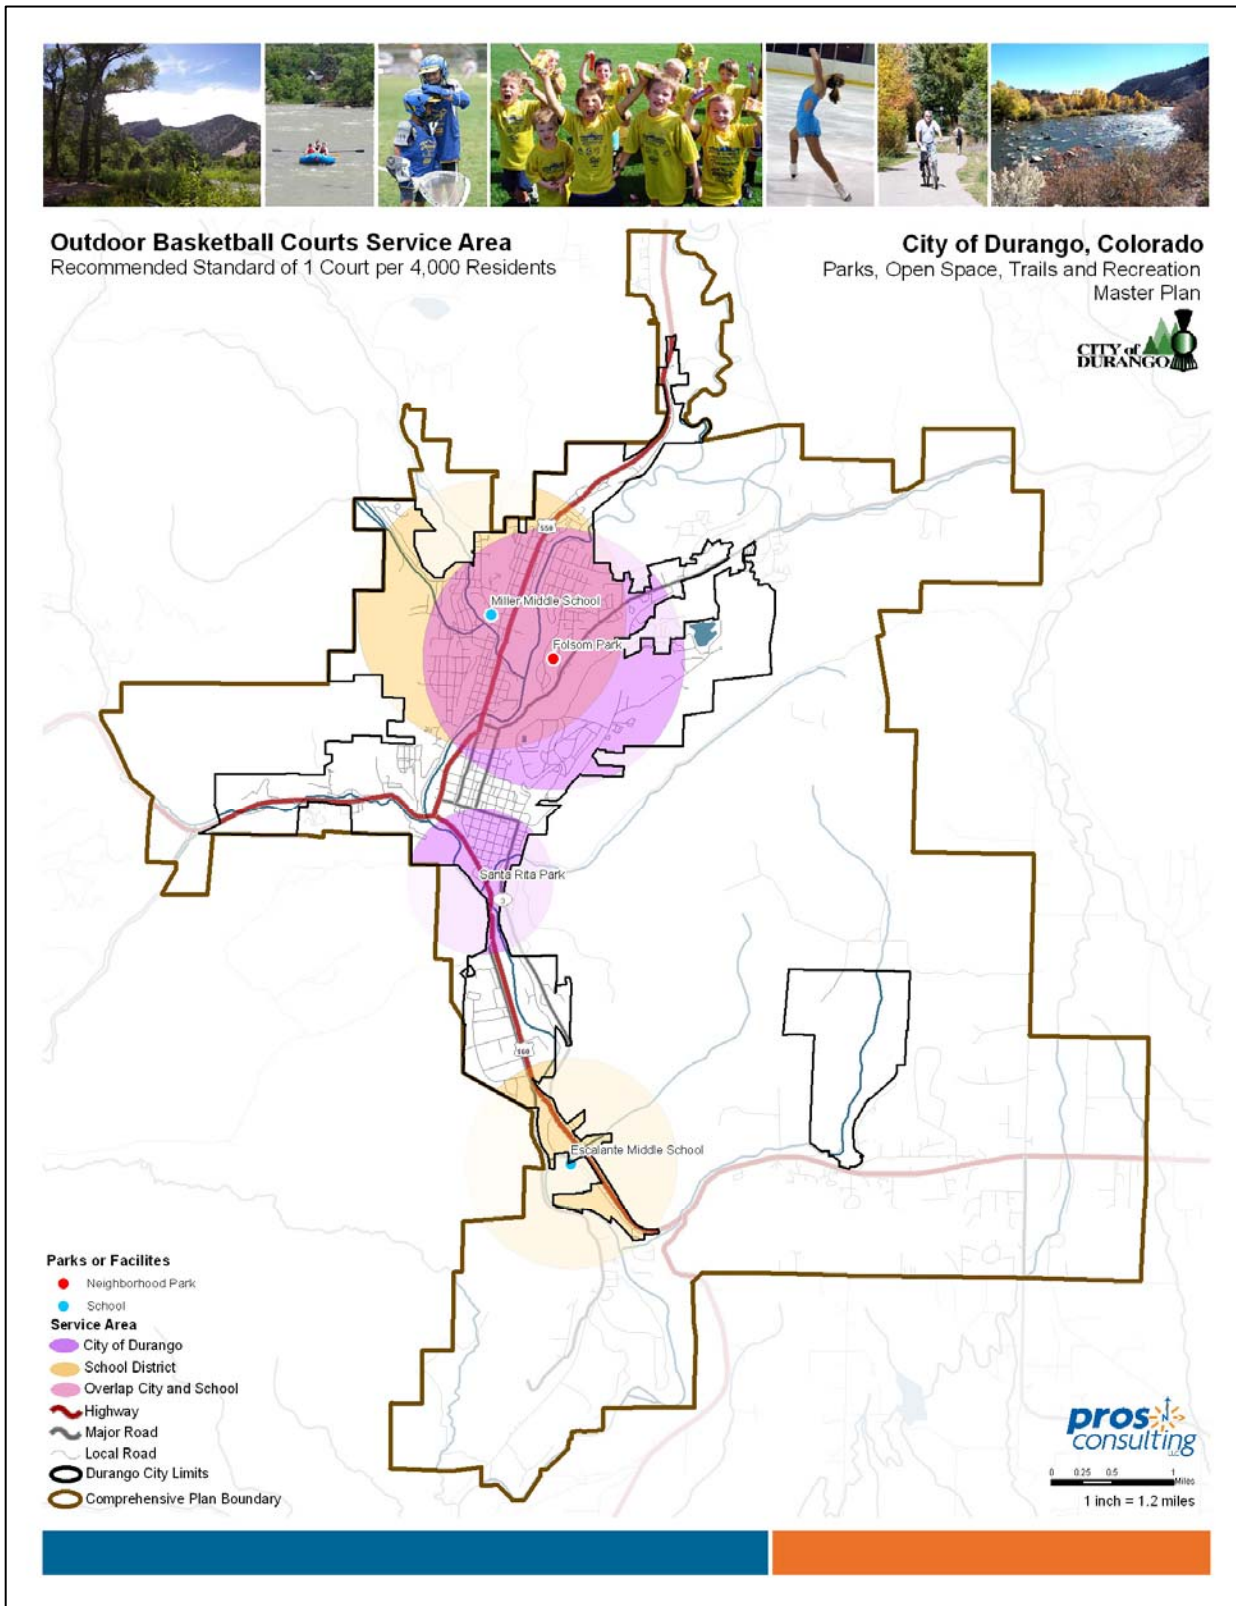 Outdoor Basketball Courts Service Area
Recommended Standard of 1 Court per 4,000 Residents
City of Durango, Colorado
Parks, Open Space, Trails and Recreation
Master Plan
CITY of
DURANGO
550
Miller Middle School
Folsom Park
Santa Rita Park
3
Escalante Middle School
Parks or Facilites
Neighborhood Park
School
Service Area
City of Durango
School District
Overlap City and School
Highway
Major Road
Local Road
Durango City Limits
Comprehensive Plan Boundary
pros
consulting
LLC
N
0 0.25 0.5 1
Miles
1 inch = 1.2 miles